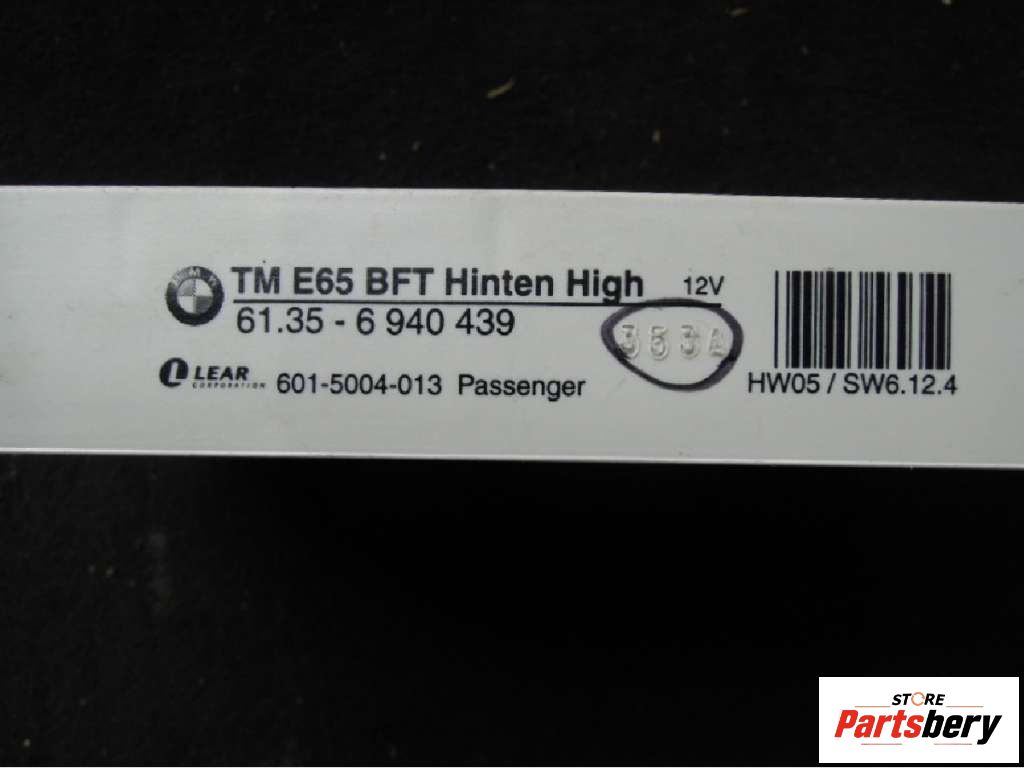 TM E65 BFT Hinten High 12V
61.35 - 6 940 439
353A
LEAR
CORPORATION
601-5004-013 Passenger
HW05 / SW6.12.4
STORE
Partsbery